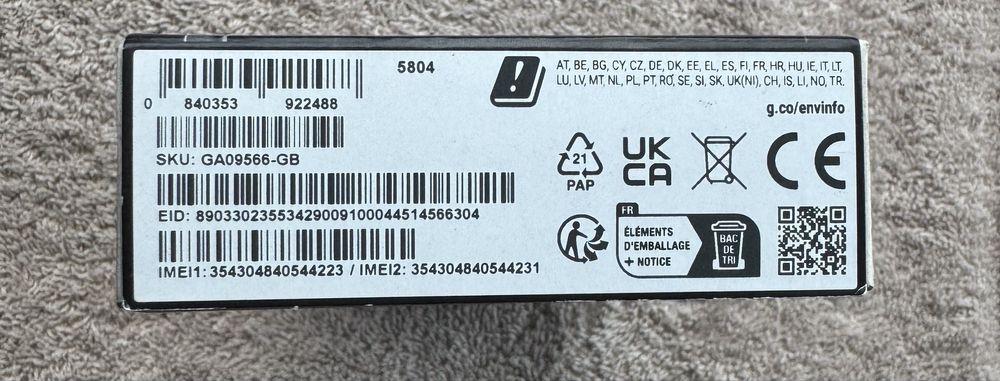 5804
0 840353 922488
SKU: GA09566-GB
EID: 89033023553429009100044514566304
IMEI1: 354304840544223 / IMEI2: 354304840544231
!
AT, BE, BG, CY, CZ, DE, DK, EE, EL, ES, FI, FR, HR, HU, IE, IT, LT,
LU, LV, MT, NL, PL, PT, RO, SE, SI, SK, UK(NI), CH, IS, LI, NO, TR.
g.co/envinfo
21
PAP
UK
CA
CE
FR
ÉLÉMENTS
D'EMBALLAGE
+ NOTICE
BAC
DE
TRI